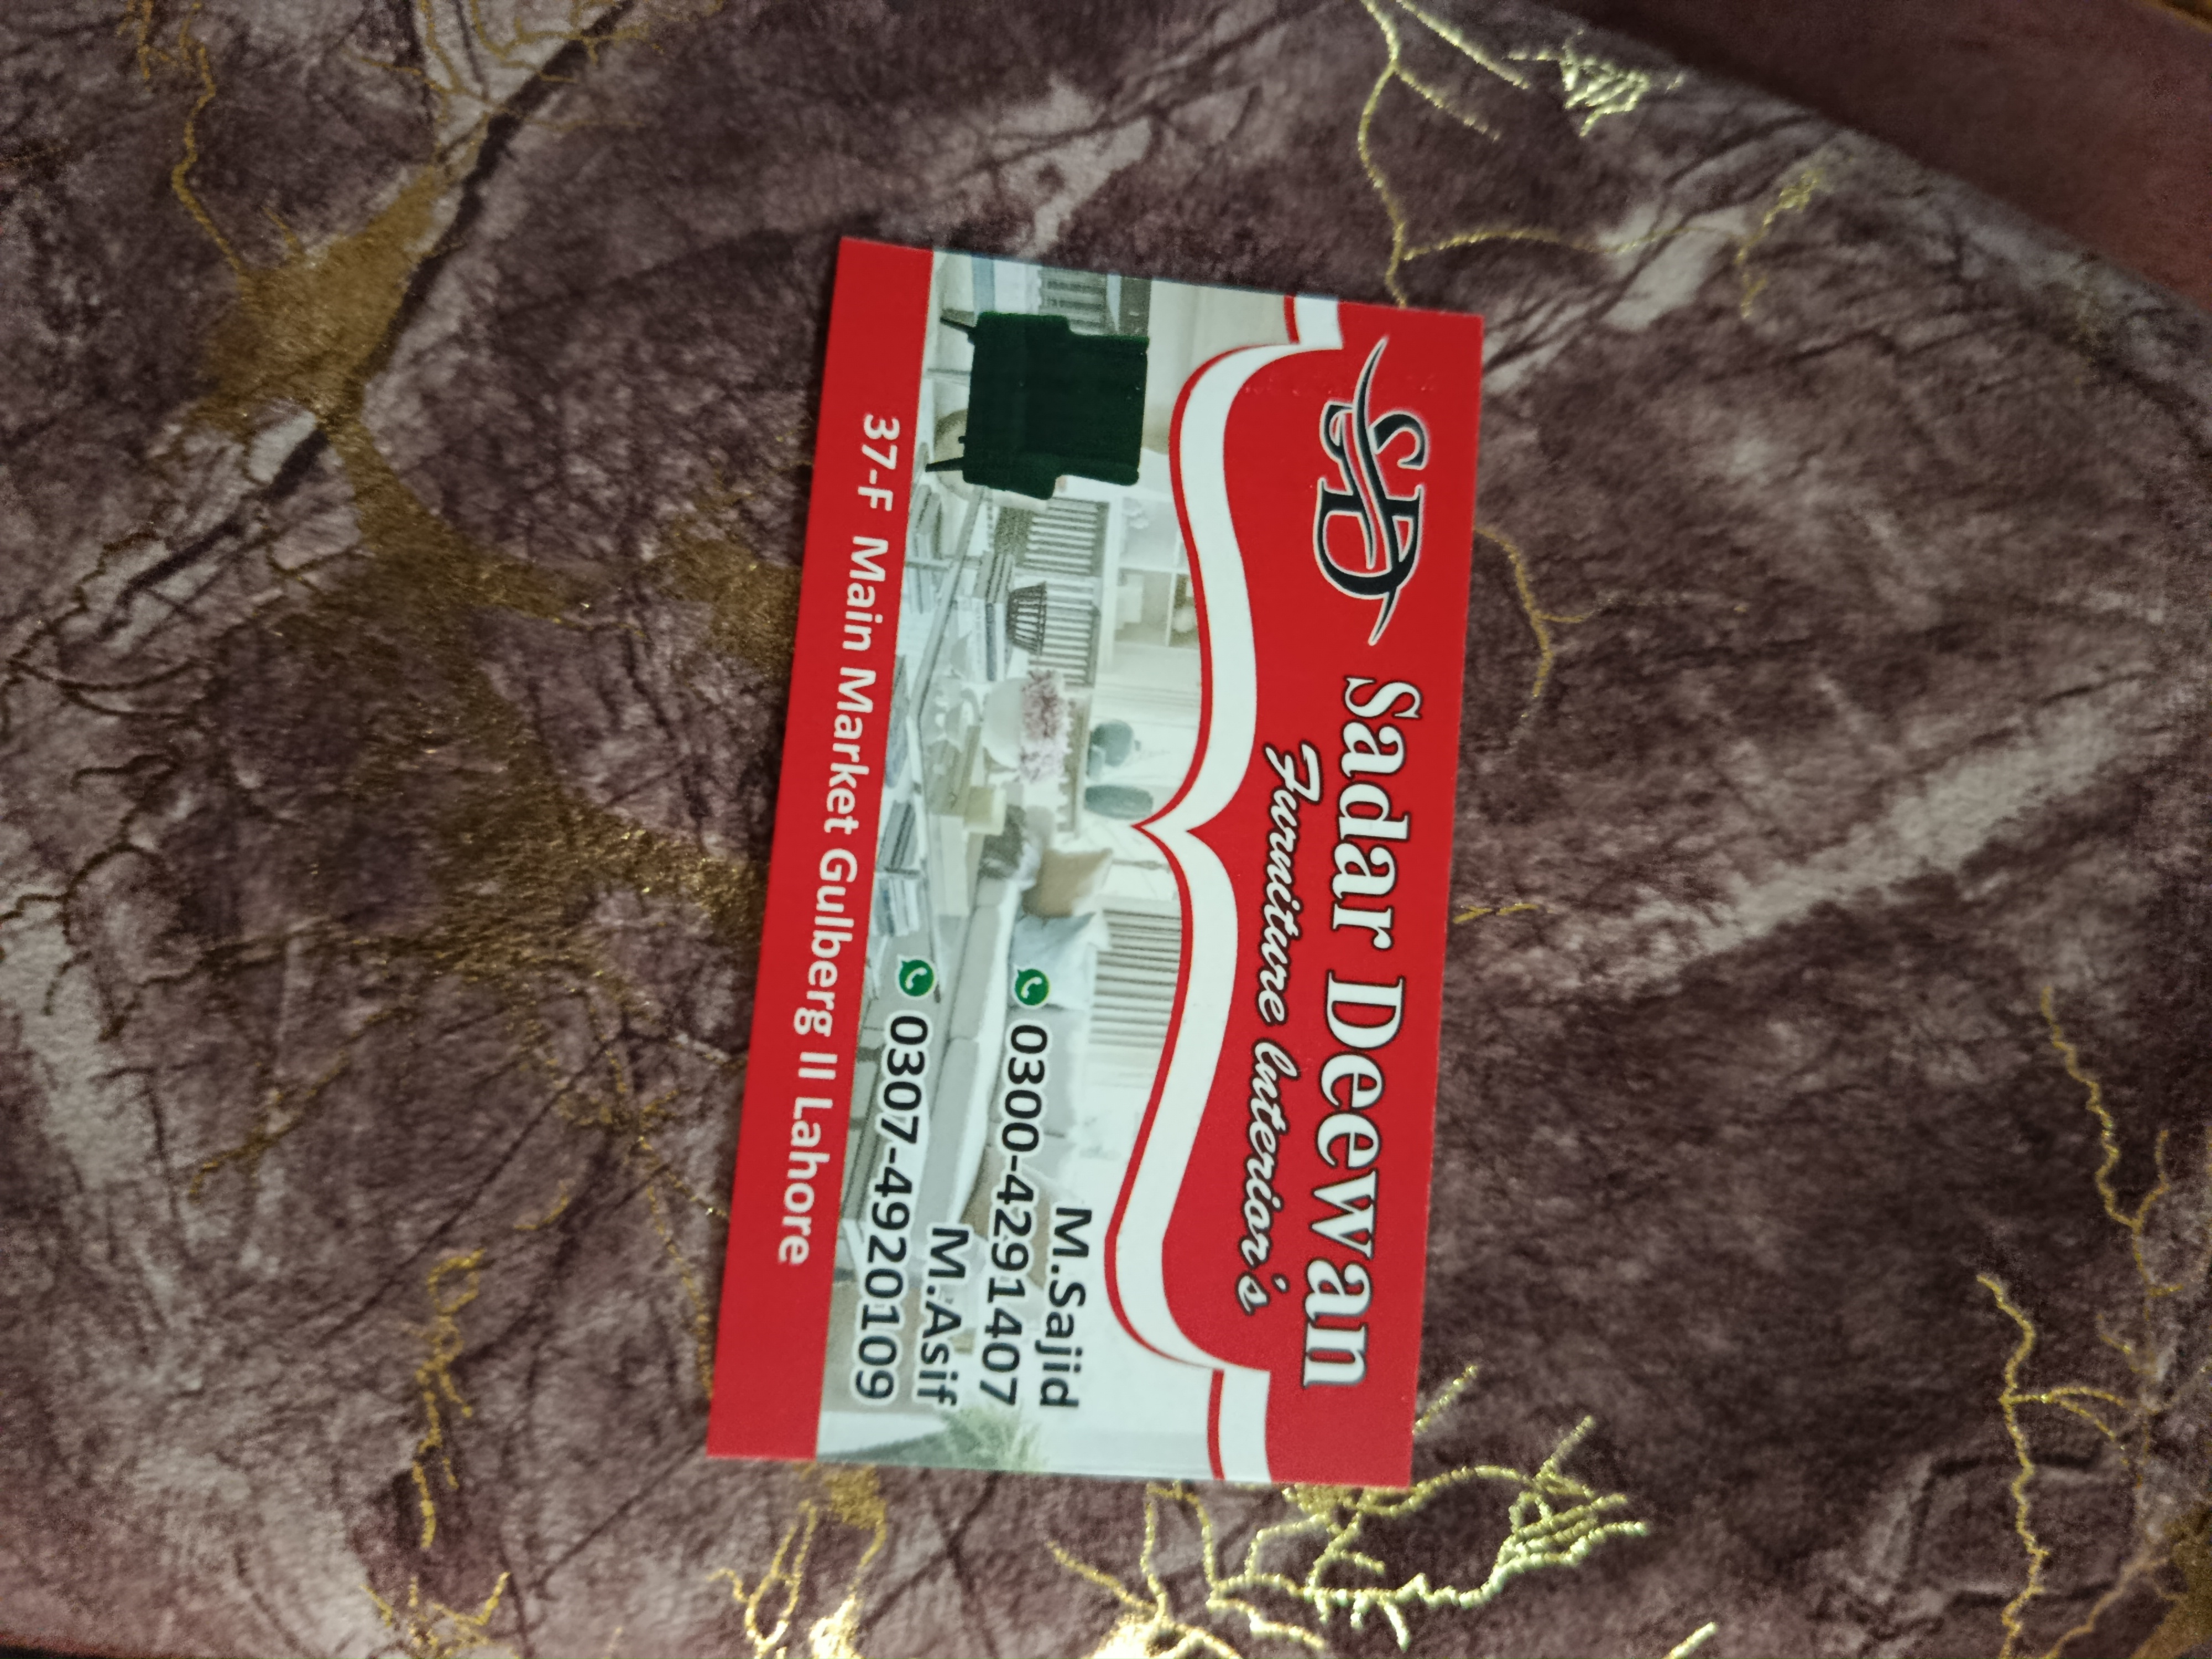 SD
Sadar Deewan
Furniture Interior's
M.Sajid
0300-4291407
M.Asif
0307-4920109
37-F Main Market Gulberg II Lahore